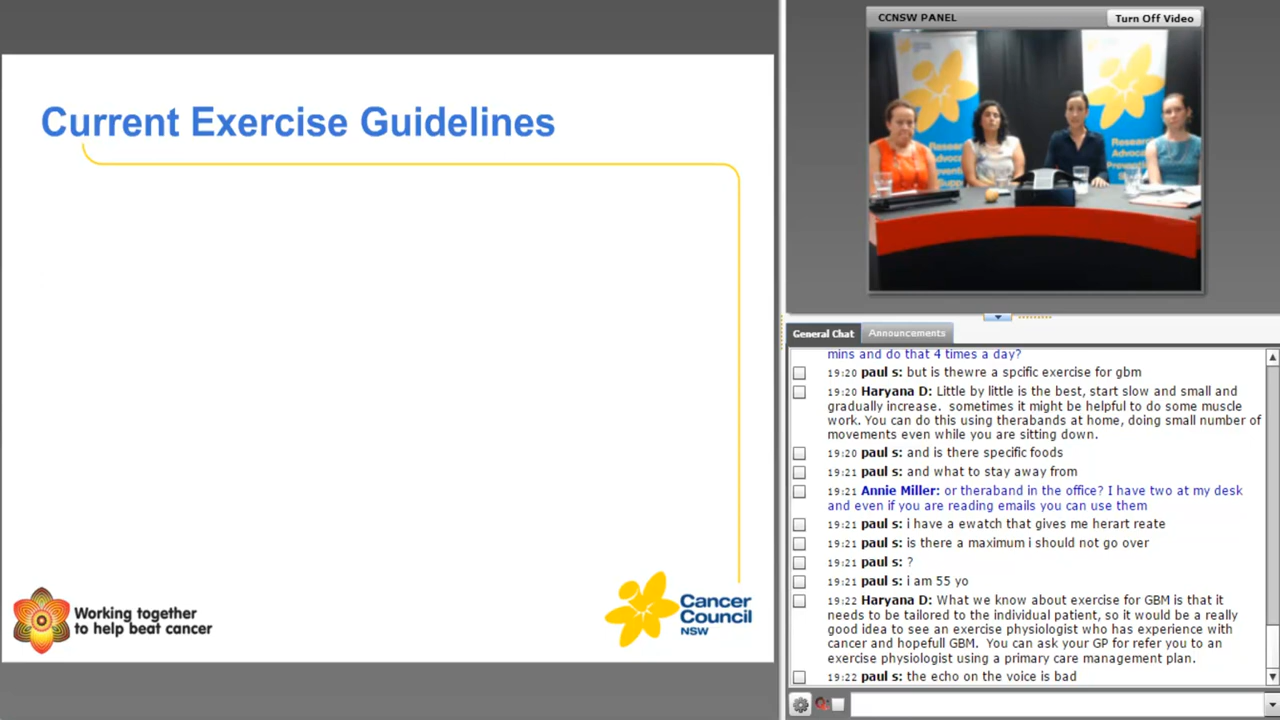 Current Exercise Guidelines
Working together
to help beat cancer
Cancer
Council
NSW
CCNSW PANEL
Turn Off Video
Research
Advoca
Prevention
Suppo
Research
Advocac
Prevention
General Chat
Announcements
mins and do that 4 times a day?
19:20 paul s: but is thewre a spcific exercise for gbm
19:20 Haryana D: Little by little is the best, start slow and small and
gradually increase. sometimes it might be helpful to do some muscle
work. You can do this using therabands at home, doing small number of
movements even while you are sitting down.
19:20 paul s: and is there specific foods
19:21 paul s: and what to stay away from
19:21 Annie Miller: or theraband in the office? I have two at my desk
and even if you are reading emails you can use them
19:21 paul s: i have a ewatch that gives me herart reate
19:21 paul s: is there a maximum i should not go over
19:21 paul s: ?
19:21 paul s: i am 55 yo
19:22 Haryana D: What we know about exercise for GBM is that it
needs to be tailored to the individual patient, so it would be a really
good idea to see an exercise physiologist who has experience with
cancer and hopefull GBM. You can ask your GP for refer you to an
exercise physiologist using a primary care management plan.
19:22 paul s: the echo on the voice is bad